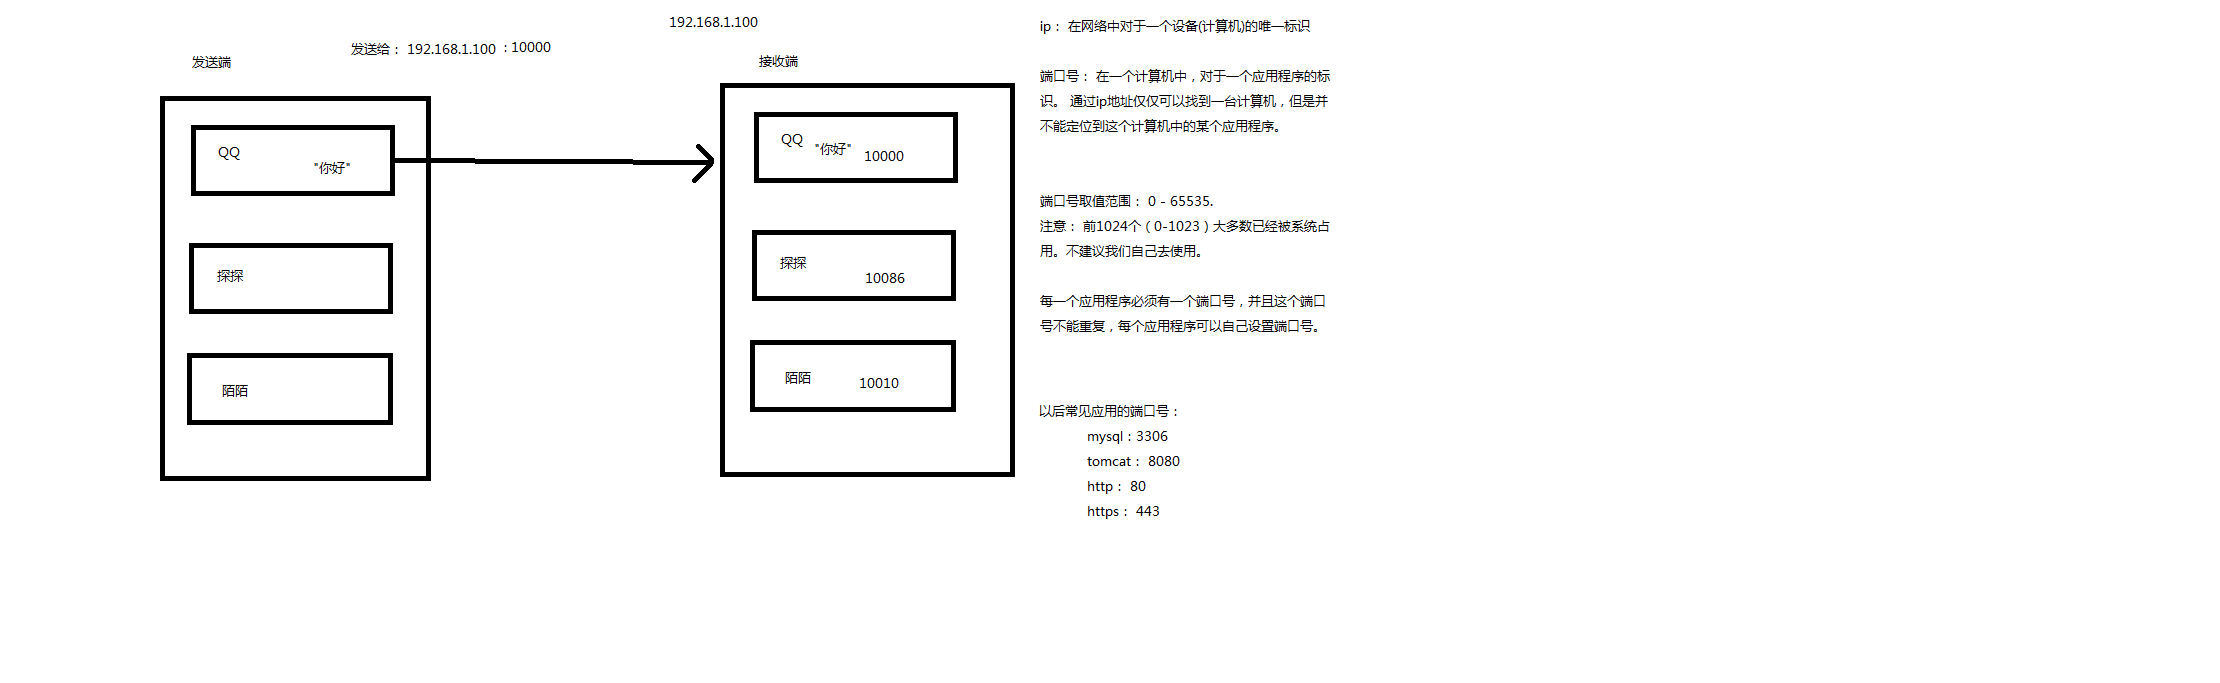 192.168.1.100
发送给： 192.168.1.100 : 10000
发送端
接收端
QQ
"你好"
探探
陌陌
QQ "你好" 10000
探探
10086
陌陌 10010
ip： 在网络中对于一个设备(计算机)的唯一标识
端口号： 在一个计算机中，对于一个应用程序的标
识。 通过ip地址仅仅可以找到一台计算机，但是并
不能定位到这个计算机中的某个应用程序。
端口号取值范围： 0 - 65535.
注意： 前1024个（0-1023）大多数已经被系统占
用。不建议我们自己去使用。
每一个应用程序必须有一个端口号，并且这个端口
号不能重复，每个应用程序可以自己设置端口号。
以后常见应用的端口号：
mysql：3306
tomcat： 8080
http： 80
https： 443